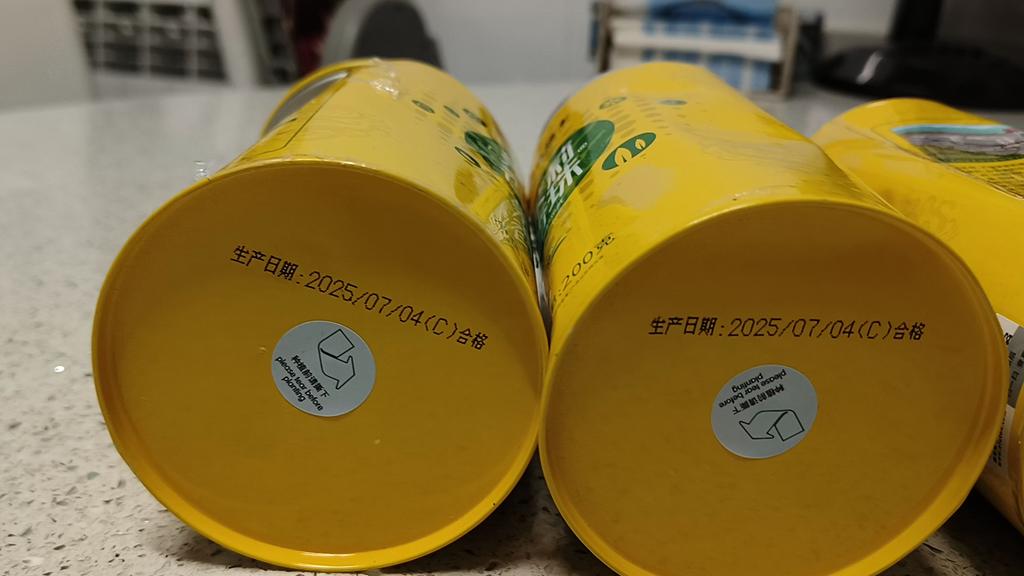 生产日期:2025/07/04(C)合格
种植前请撕下
please tear before
planting
生产日期:2025/07/04(C)合格
种植前请撕下
please tear before
planting
200克